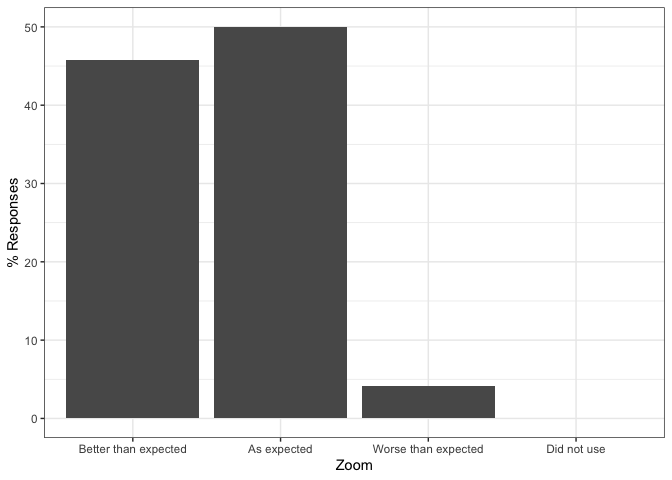 50
40
30
20
10
0
% Responses
Better than expected As expected Worse than expected Did not use
Zoom